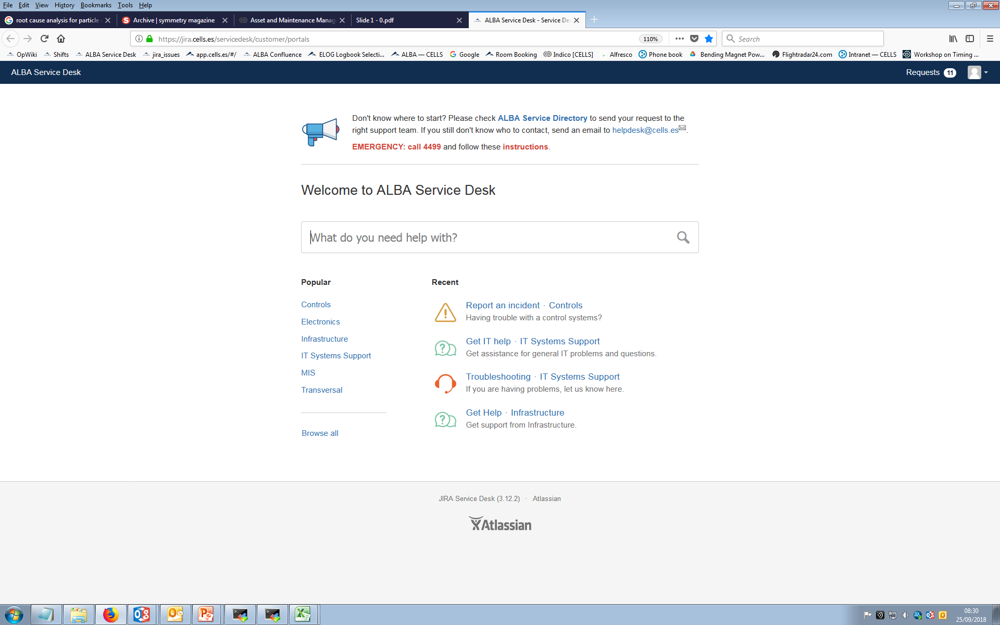 File Edit View History Bookmarks Tools Help
root cause analysis for particle
Archive | symmetry magazine
Asset and Maintenance Manag
Slide 1 - 0.pdf
ALBA Service Desk - Service De
https://jira.cells.es/servicedesk/customer/portals
110%
Search
OpWiki Shifts ALBA Service Desk jira_issues app.cells.es/#/ ALBA Confluence ELOG Logbook Selecti... ALBA — CELLS Google Room Booking Indico [CELLS] Alfresco Phone book Bending Magnet Pow... Flightradar24.com Intranet — CELLS Workshop on Timing ...
ALBA Service Desk
Requests 11
Don't know where to start? Please check ALBA Service Directory to send your request to the
right support team. If you still don't know who to contact, send an email to helpdesk@cells.es.
EMERGENCY: call 4499 and follow these instructions.
Welcome to ALBA Service Desk
What do you need help with?
Popular
Controls
Electronics
Infrastructure
IT Systems Support
MIS
Transversal
Browse all
Recent
Report an incident · Controls
Having trouble with a control systems?
Get IT help · IT Systems Support
Get assistance for general IT problems and questions.
Troubleshooting · IT Systems Support
If you are having problems, let us know here.
Get Help · Infrastructure
Get support from Infrastructure.
JIRA Service Desk (3.12.2) · Atlassian
Atlassian
08:30
25/09/2018